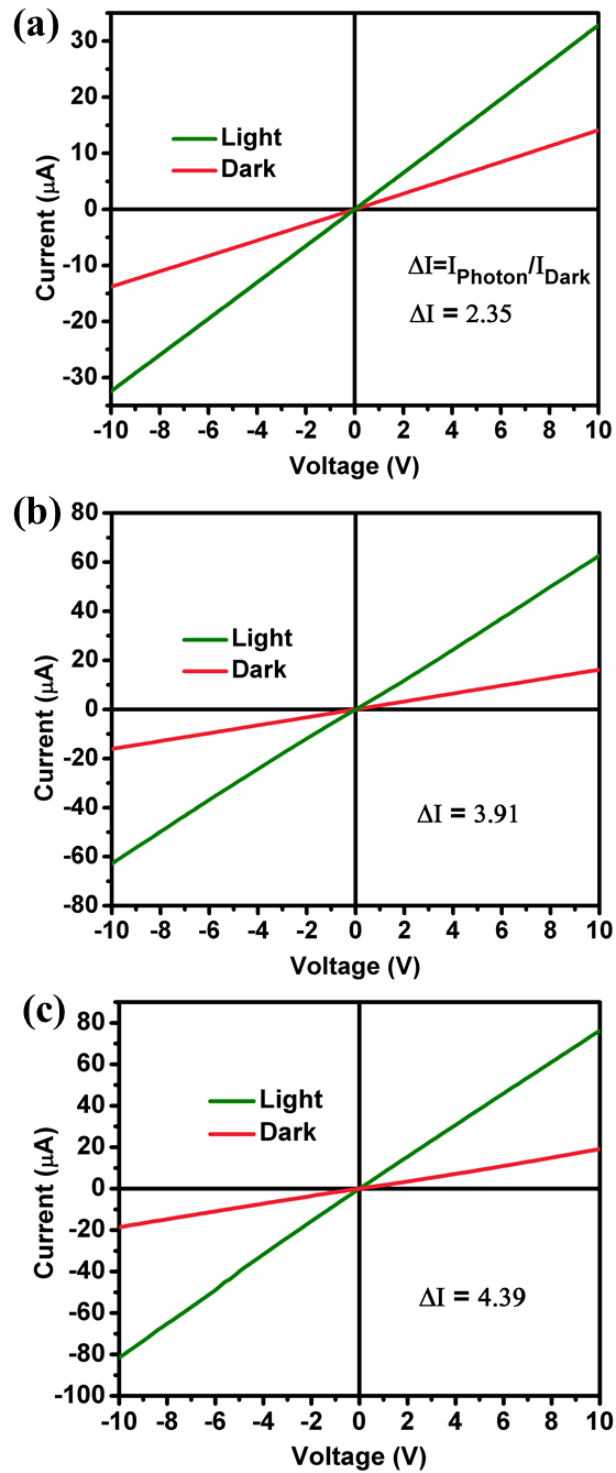 (a)
30
20
10
0
-10
-20
-30
Current (μA)
Light
Dark
ΔI=I_Photon/I_Dark
ΔI = 2.35
-10 -8 -6 -4 -2 0 2 4 6 8 10
Voltage (V)
(b)
80
60
40
20
0
-20
-40
-60
-80
Current (μA)
Light
Dark
ΔI = 3.91
-10 -8 -6 -4 -2 0 2 4 6 8 10
Voltage (V)
(c)
80
60
40
20
0
-20
-40
-60
-80
-100
Current (μA)
Light
Dark
ΔI = 4.39
-10 -8 -6 -4 -2 0 2 4 6 8 10
Voltage (V)